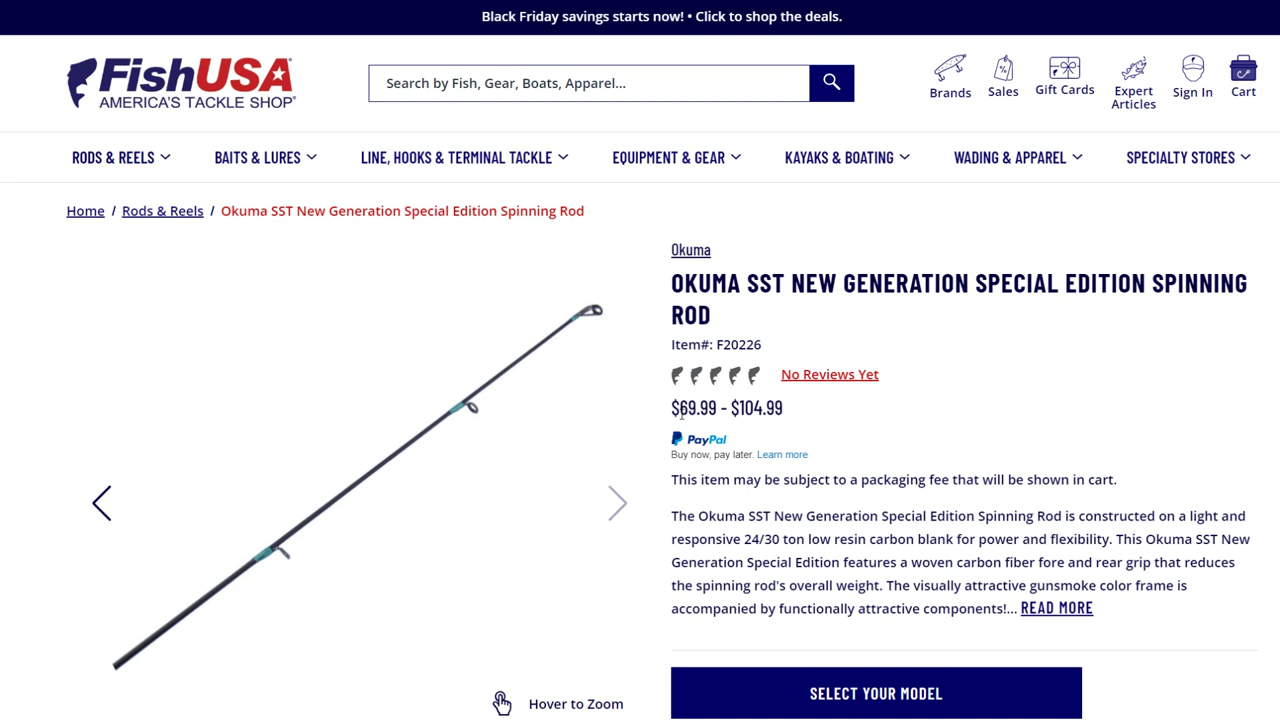 Black Friday savings starts now! • Click to shop the deals.
FishUSA
AMERICA'S TACKLE SHOP®
Search by Fish, Gear, Boats, Apparel...
Brands
Sales
Gift Cards
Expert
Articles
Sign In
Cart
RODS & REELS
BAITS & LURES
LINE, HOOKS & TERMINAL TACKLE
EQUIPMENT & GEAR
KAYAKS & BOATING
WADING & APPAREL
SPECIALTY STORES
Home / Rods & Reels / Okuma SST New Generation Special Edition Spinning Rod
Okuma
OKUMA SST NEW GENERATION SPECIAL EDITION SPINNING
ROD
Item#: F20226
No Reviews Yet
$69.99 - $104.99
PayPal
Buy now, pay later. Learn more
This item may be subject to a packaging fee that will be shown in cart.
The Okuma SST New Generation Special Edition Spinning Rod is constructed on a light and
responsive 24/30 ton low resin carbon blank for power and flexibility. This Okuma SST New
Generation Special Edition features a woven carbon fiber fore and rear grip that reduces
the spinning rod's overall weight. The visually attractive gunsmoke color frame is
accompanied by functionally attractive components!... READ MORE
Hover to Zoom
SELECT YOUR MODEL